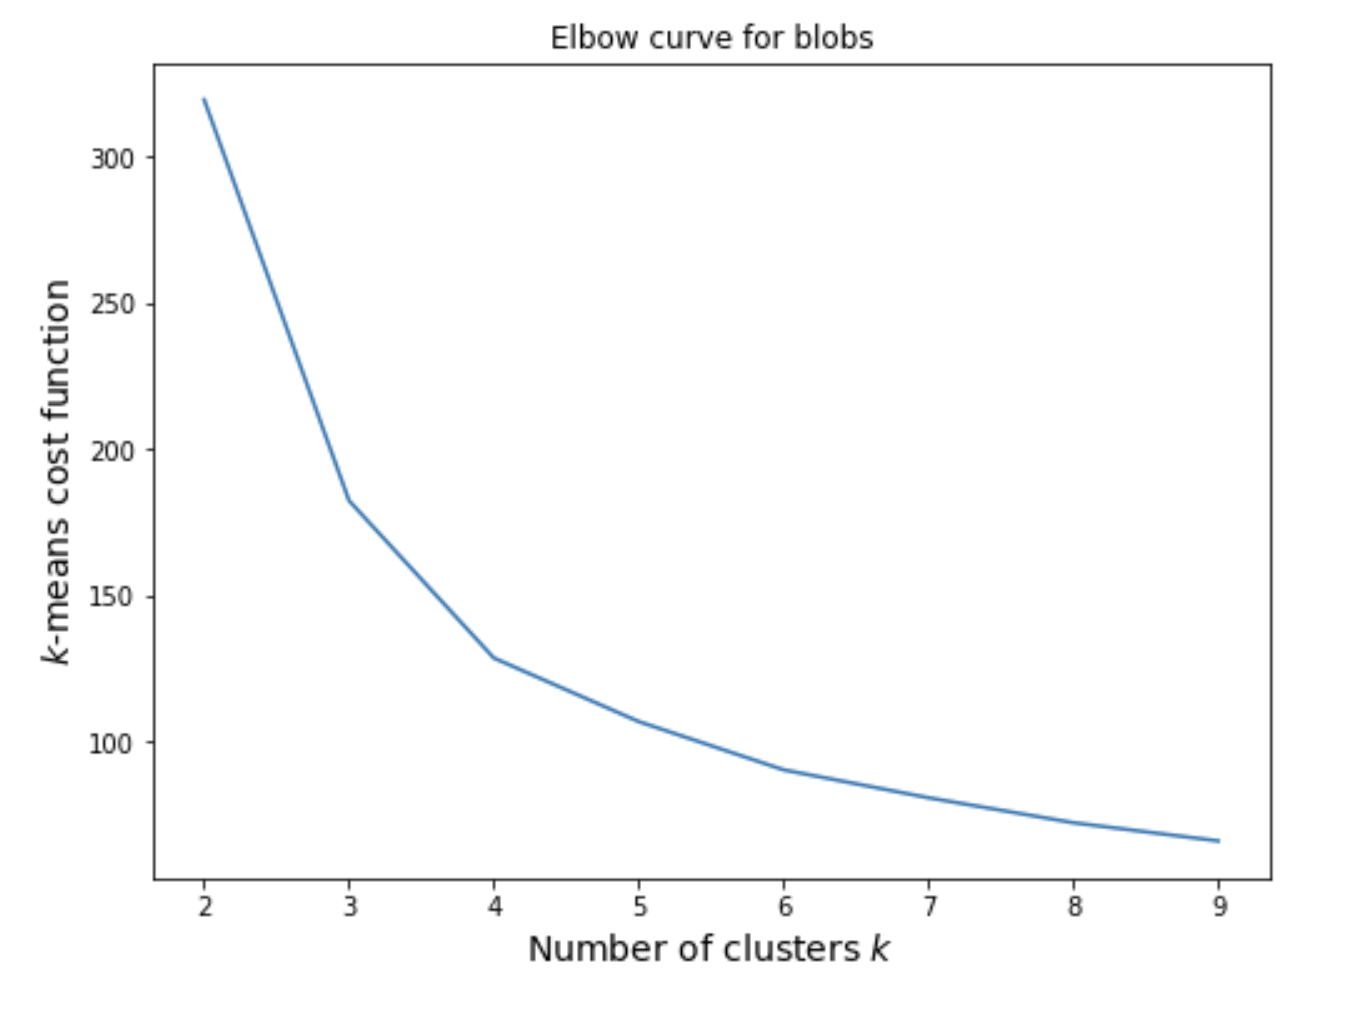 Elbow curve for blobs
300
250
200
150
100
k-means cost function
2 3 4 5 6 7 8 9
Number of clusters k